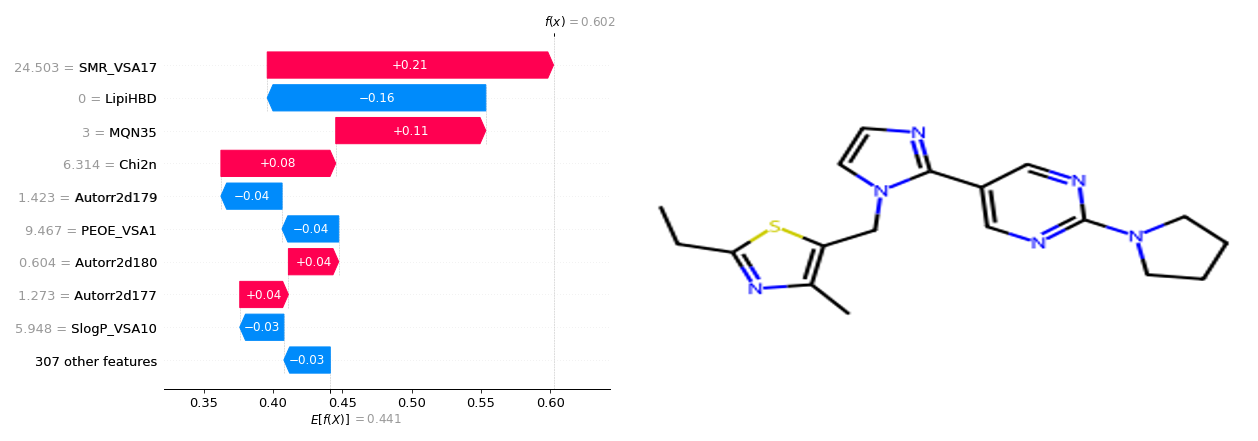 f(x) = 0.602
24.503 = SMR_VSA17 +0.21
0 = LipiHBD −0.16
3 = MQN35 +0.11
6.314 = Chi2n +0.08
1.423 = Autorr2d179 −0.04
9.467 = PEOE_VSA1 −0.04
0.604 = Autorr2d180 +0.04
1.273 = Autorr2d177 +0.04
5.948 = SlogP_VSA10 −0.03
307 other features −0.03
0.35 0.40 0.45 0.50 0.55 0.60
E[f(X)] = 0.441
N
N
N
S
N
N
N